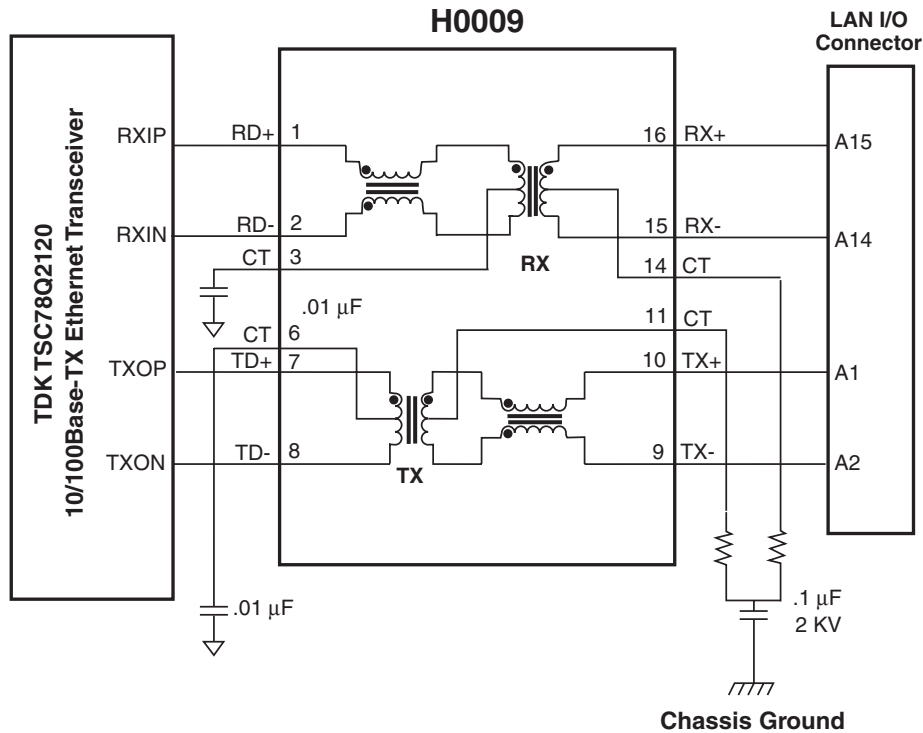 H0009
LAN I/O
Connector
TDK TSC78Q2120
10/100Base-TX Ethernet Transceiver
RXIP
RD+
1
16
RX+
A15
RXIN
RD-
2
15
RX-
A14
CT
3
RX
14
CT
.01 μF
11
CT
CT
6
TXOP
TD+
7
10
TX+
A1
TXON
TD-
8
TX
9
TX-
A2
.01 μF
.1 μF
2 KV
Chassis Ground